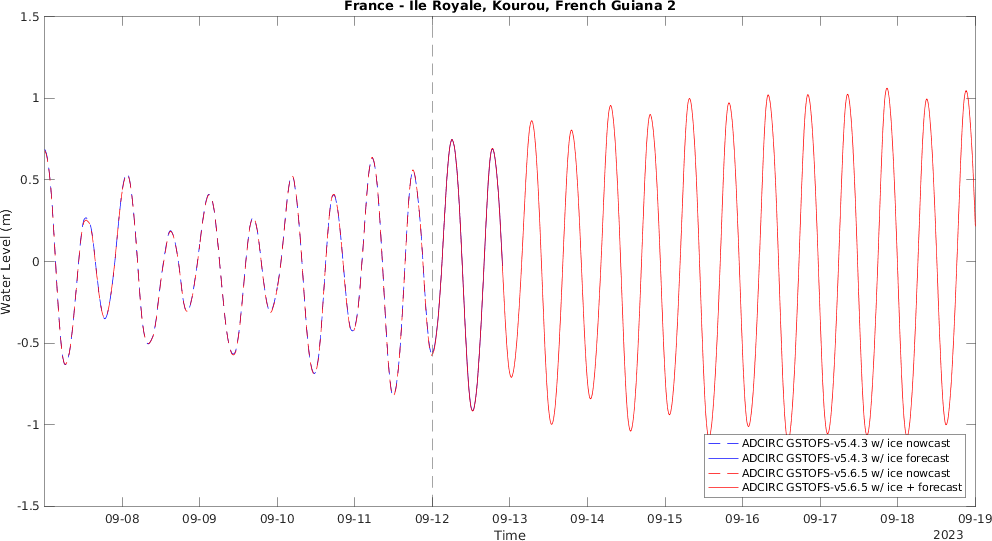 France - Ile Royale, Kourou, French Guiana 2
1.5
1
0.5
0
-0.5
-1
-1.5
Water Level (m)
ADCIRC GSTOFS-v5.4.3 w/ ice nowcast
ADCIRC GSTOFS-v5.4.3 w/ ice forecast
ADCIRC GSTOFS-v5.6.5 w/ ice nowcast
ADCIRC GSTOFS-v5.6.5 w/ ice + forecast
09-08 09-09 09-10 09-11 09-12 09-13 09-14 09-15 09-16 09-17 09-18 09-19
Time
2023